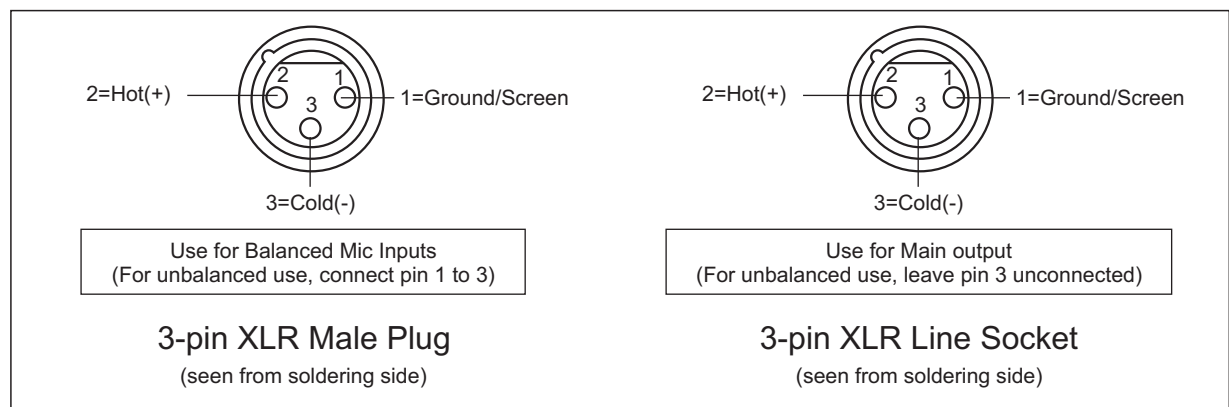 2
1
2=Hot(+)
3
1=Ground/Screen
3=Cold(-)
Use for Balanced Mic Inputs
(For unbalanced use, connect pin 1 to 3)
3-pin XLR Male Plug
(seen from soldering side)
2
1
2=Hot(+)
3
1=Ground/Screen
3=Cold(-)
Use for Main output
(For unbalanced use, leave pin 3 unconnected)
3-pin XLR Line Socket
(seen from soldering side)